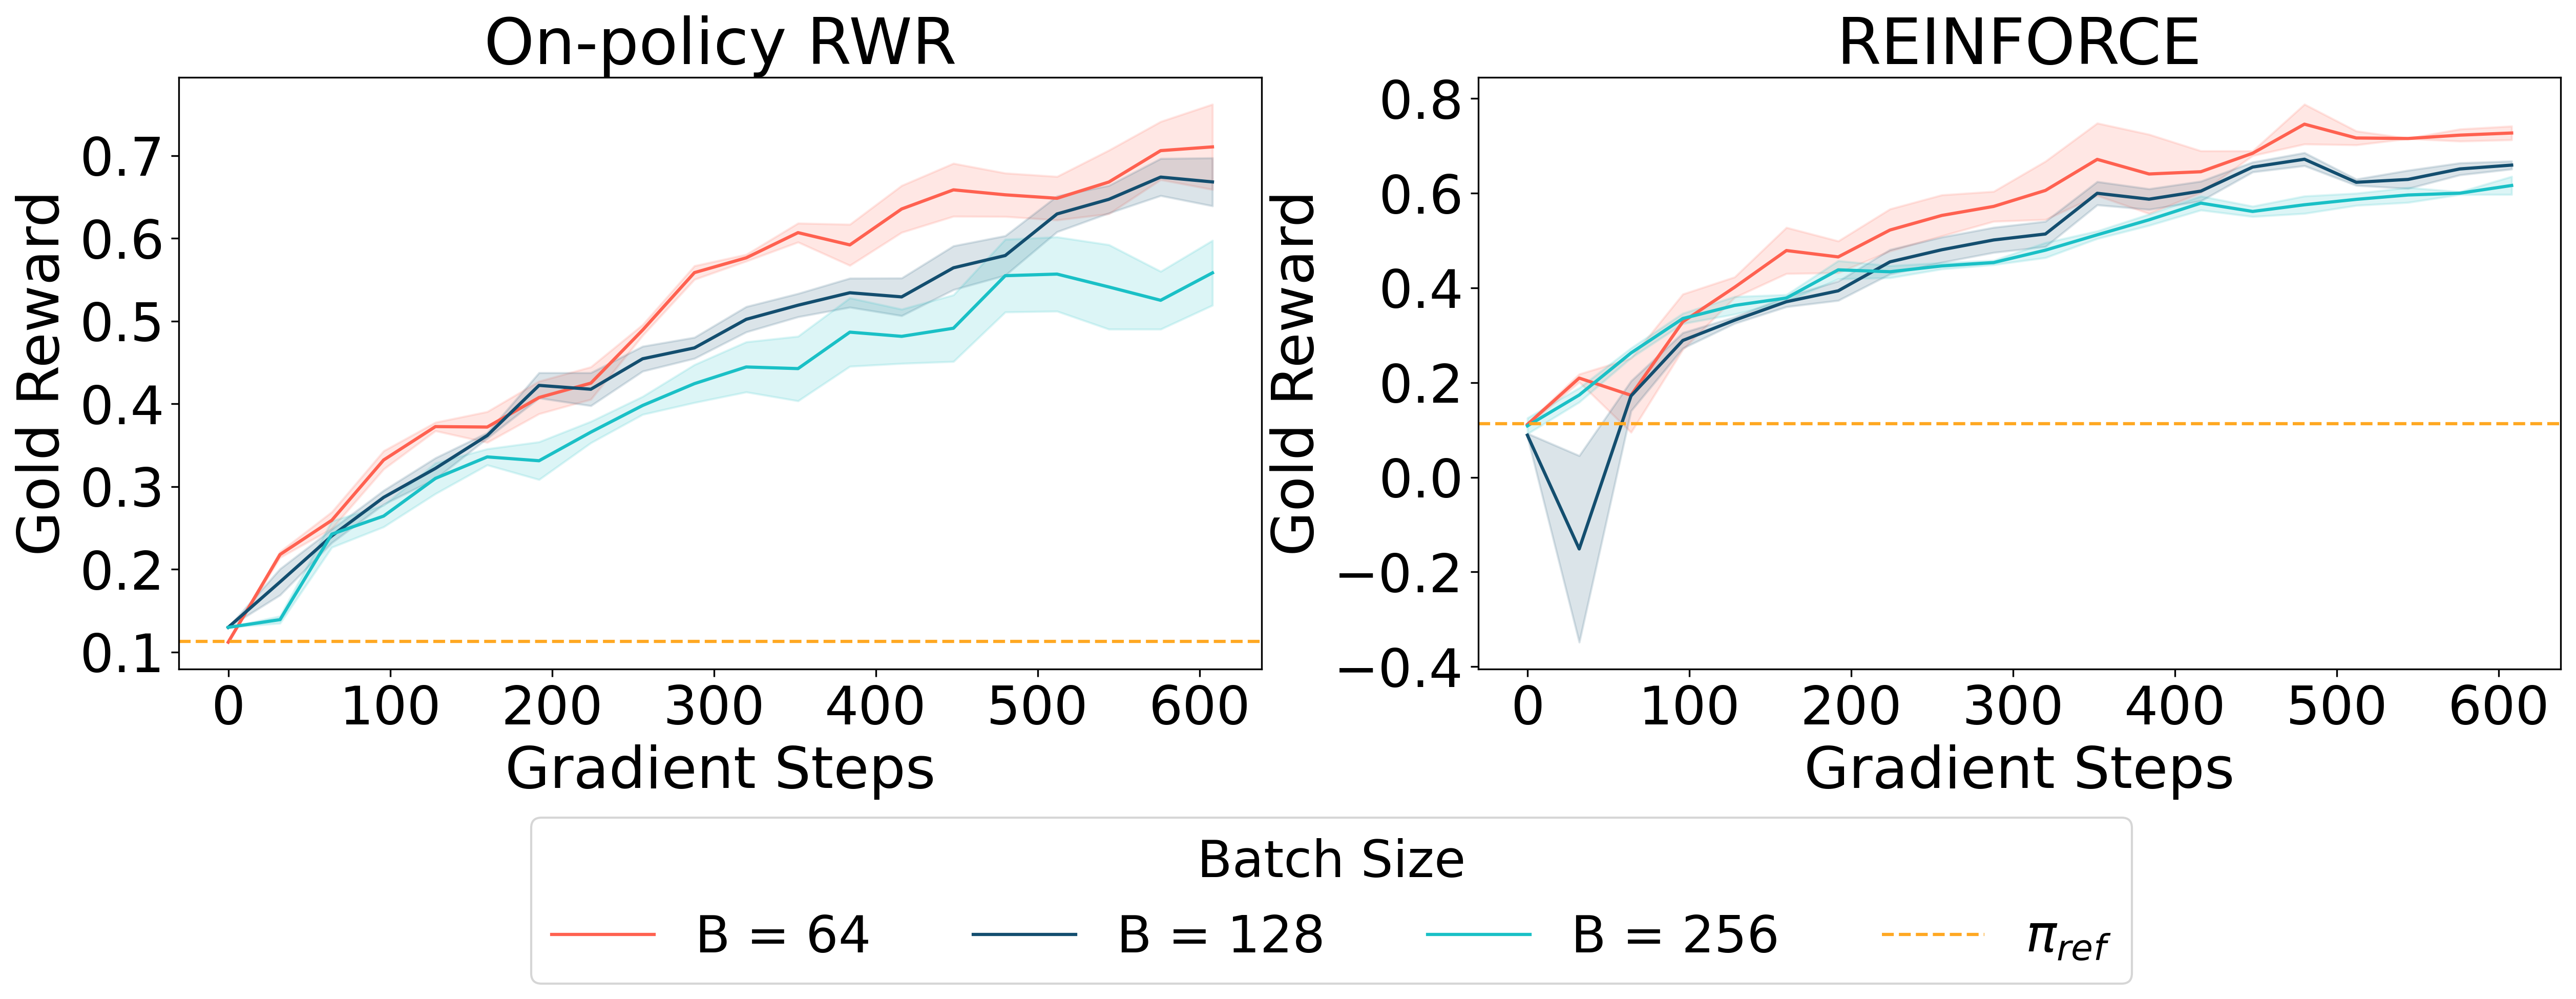 On-policy RWR
REINFORCE
Gold Reward
0.7
0.6
0.5
0.4
0.3
0.2
0.1
0 100 200 300 400 500 600
Gradient Steps
Gold Reward
0.8
0.6
0.4
0.2
0.0
−0.2
−0.4
0 100 200 300 400 500 600
Gradient Steps
Batch Size
B = 64 B = 128 B = 256 π_ref